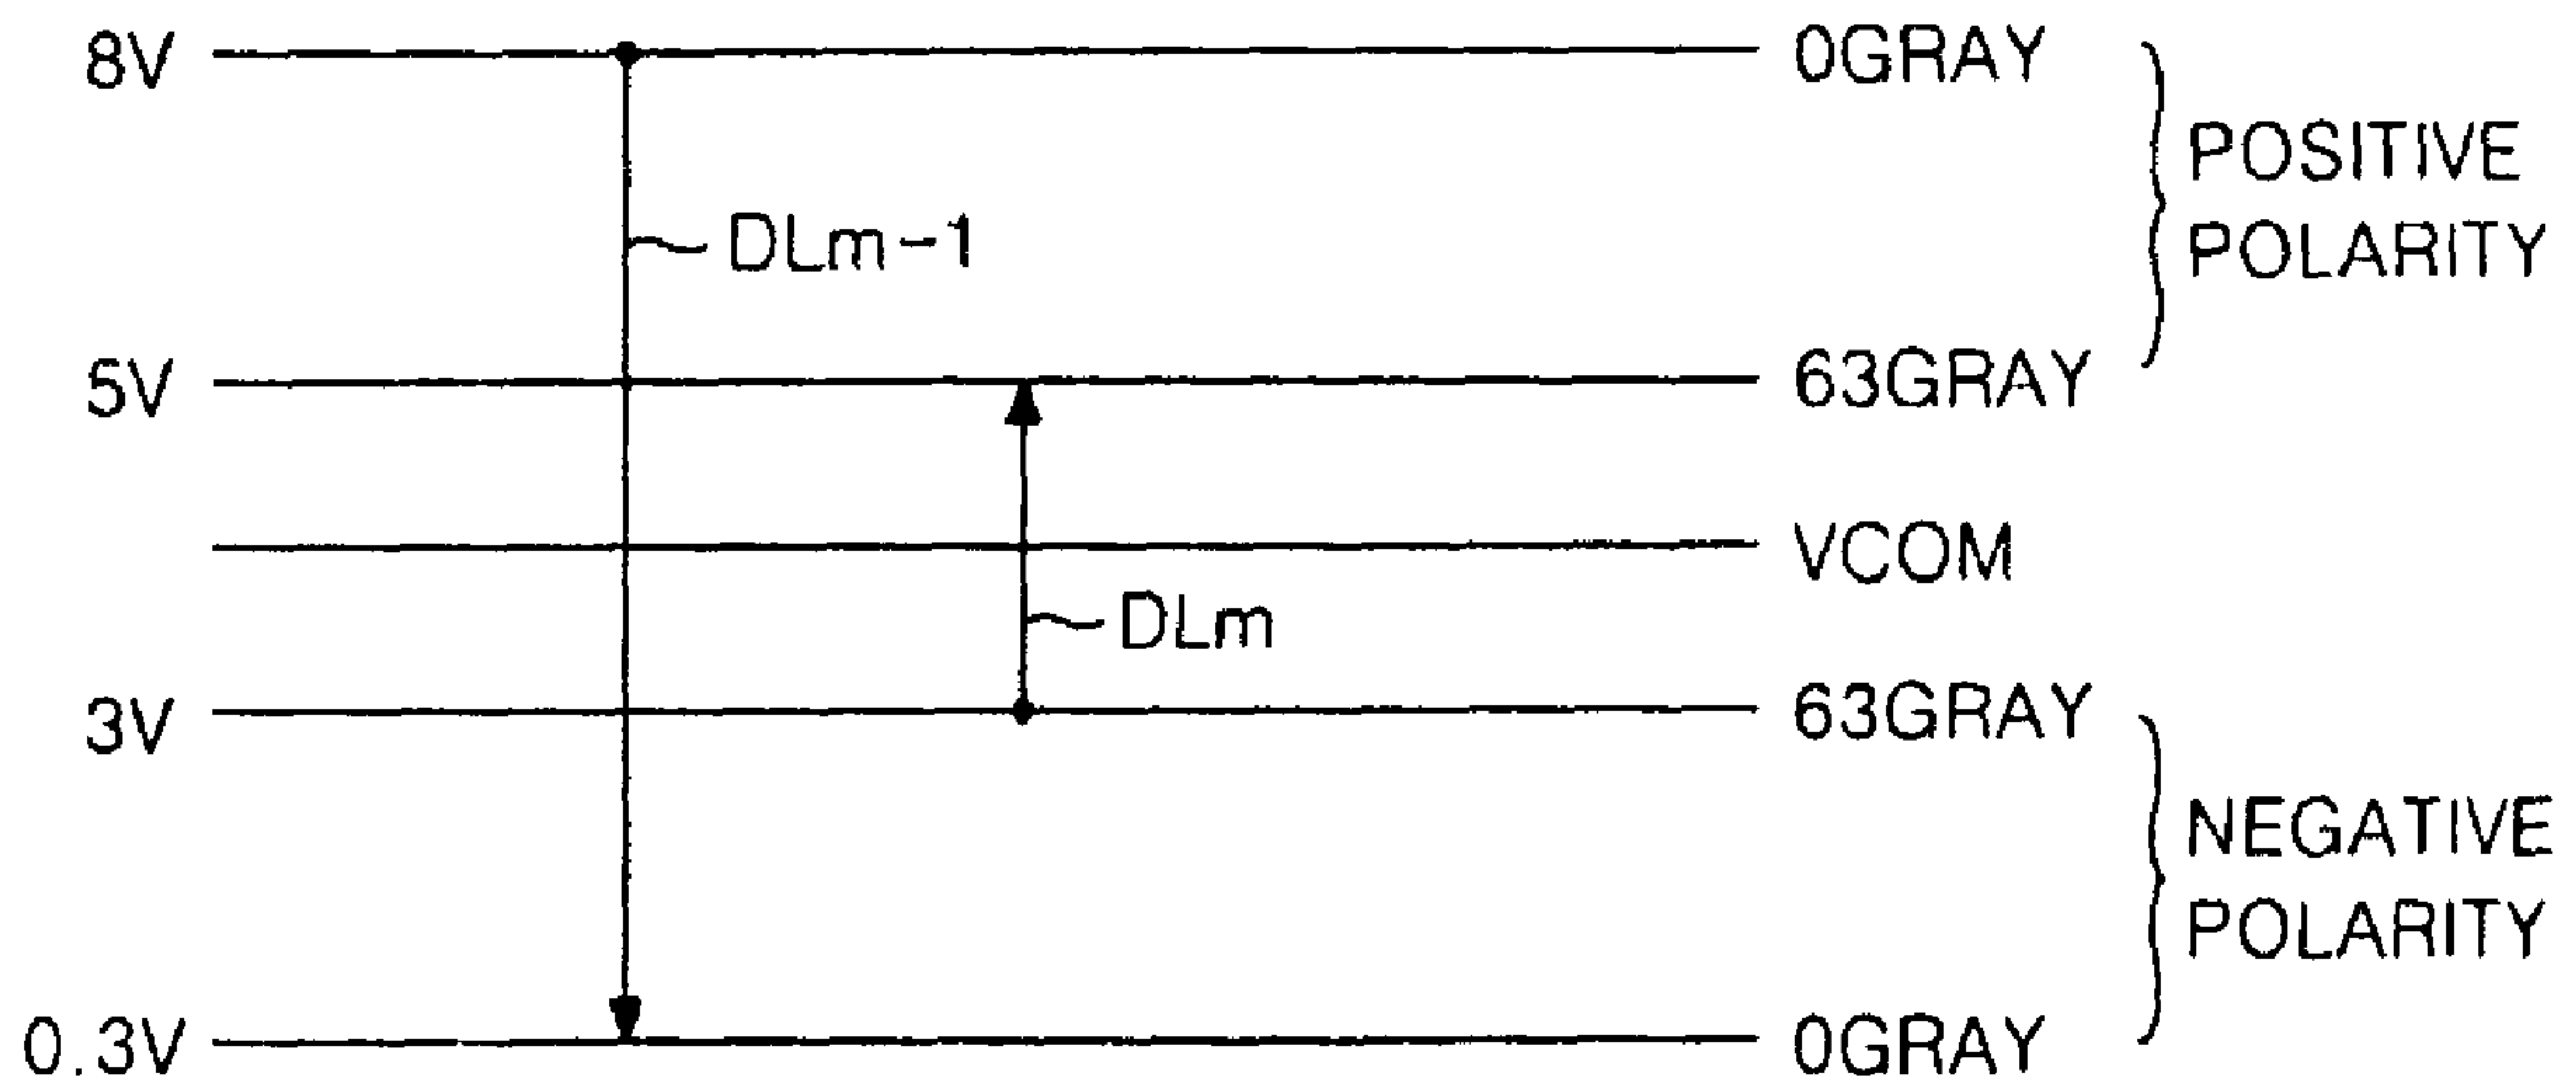 8V 0GRAY
POSITIVE
POLARITY
DLm-1
5V 63GRAY
VCOM
DLm
3V 63GRAY
NEGATIVE
POLARITY
0.3V 0GRAY